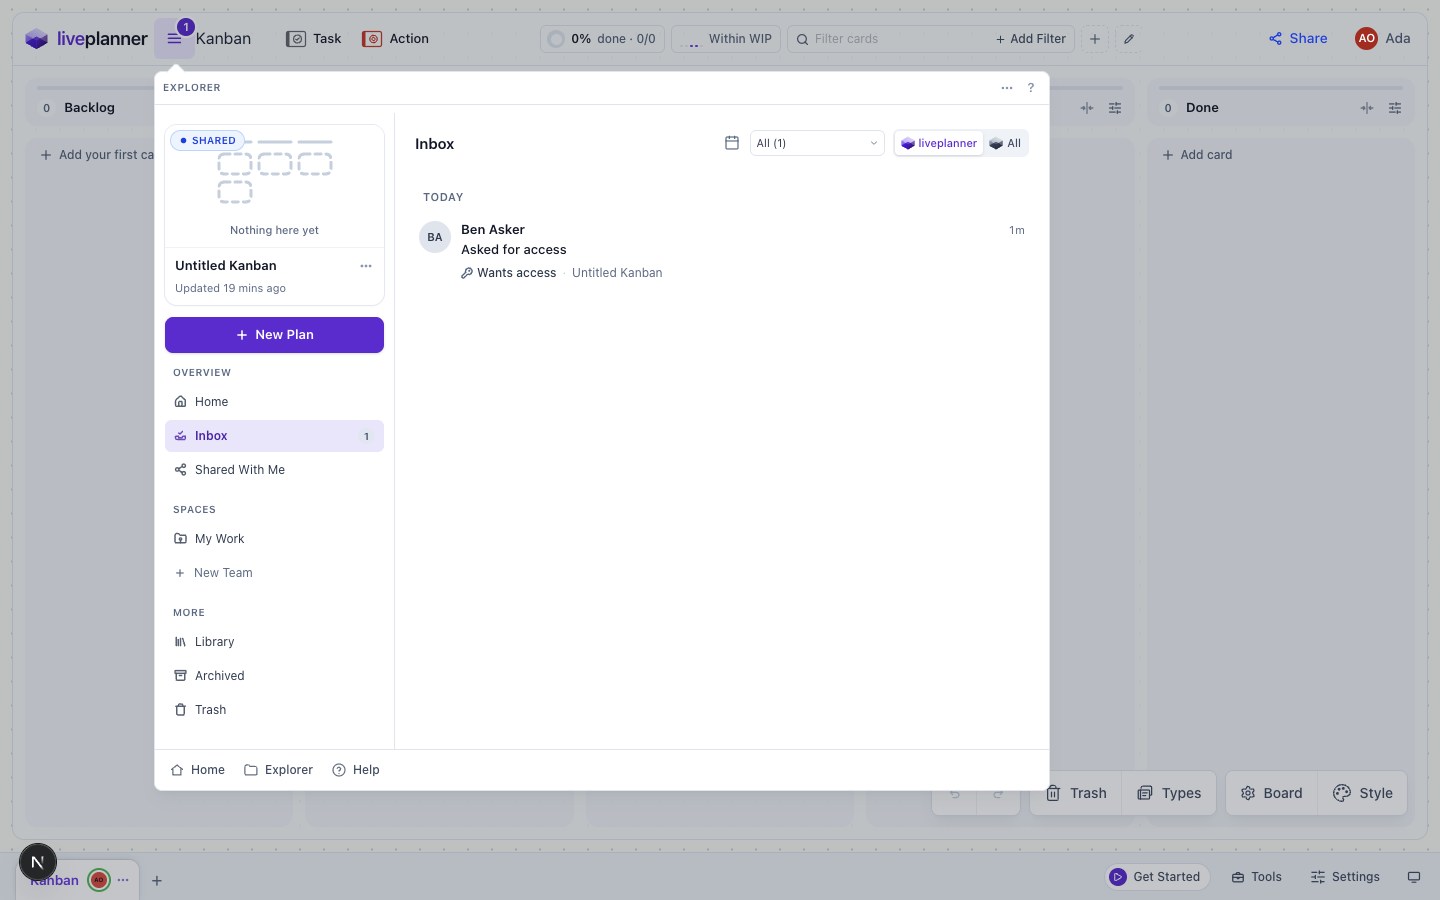 liveplanner
1
Kanban
Task
Action
0% done · 0/0
Within WIP
Filter cards
+ Add Filter
Share
AO
Ada
EXPLORER
?
0 Backlog
0 Done
+ Add your first ca
+ Add card
SHARED
Nothing here yet
Untitled Kanban
Updated 19 mins ago
+ New Plan
OVERVIEW
Home
Inbox 1
Shared With Me
SPACES
My Work
+ New Team
MORE
Library
Archived
Trash
Inbox
All (1)
liveplanner
All
TODAY
BA
Ben Asker 1m
Asked for access
Wants access · Untitled Kanban
Home
Explorer
Help
Trash
Types
Board
Style
N
Kanban
AO
Get Started
Tools
Settings